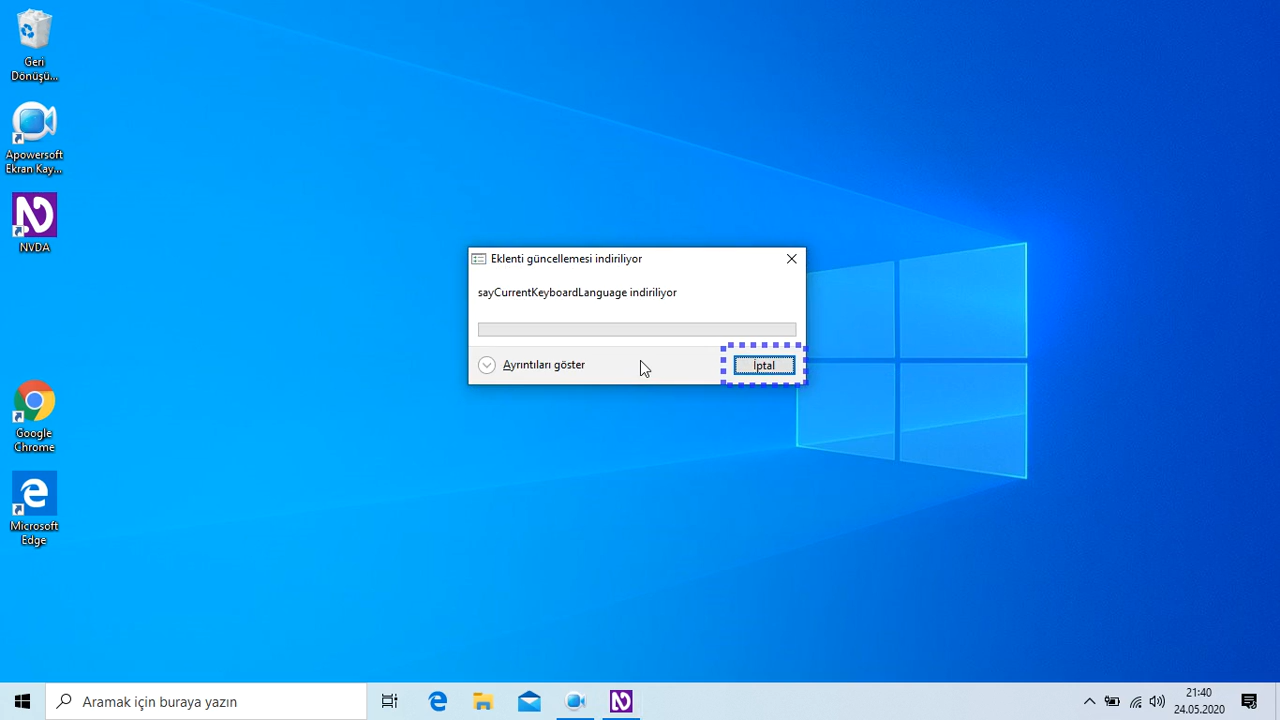 Geri
Dönüşü...
Apowersoft
Ekran Kay...
NVDA
Google
Chrome
Microsoft
Edge
Eklenti güncellemesi indiriliyor
sayCurrentKeyboardLanguage indiriliyor
Ayrıntıları göster
İptal
Aramak için buraya yazın
21:40
24.05.2020